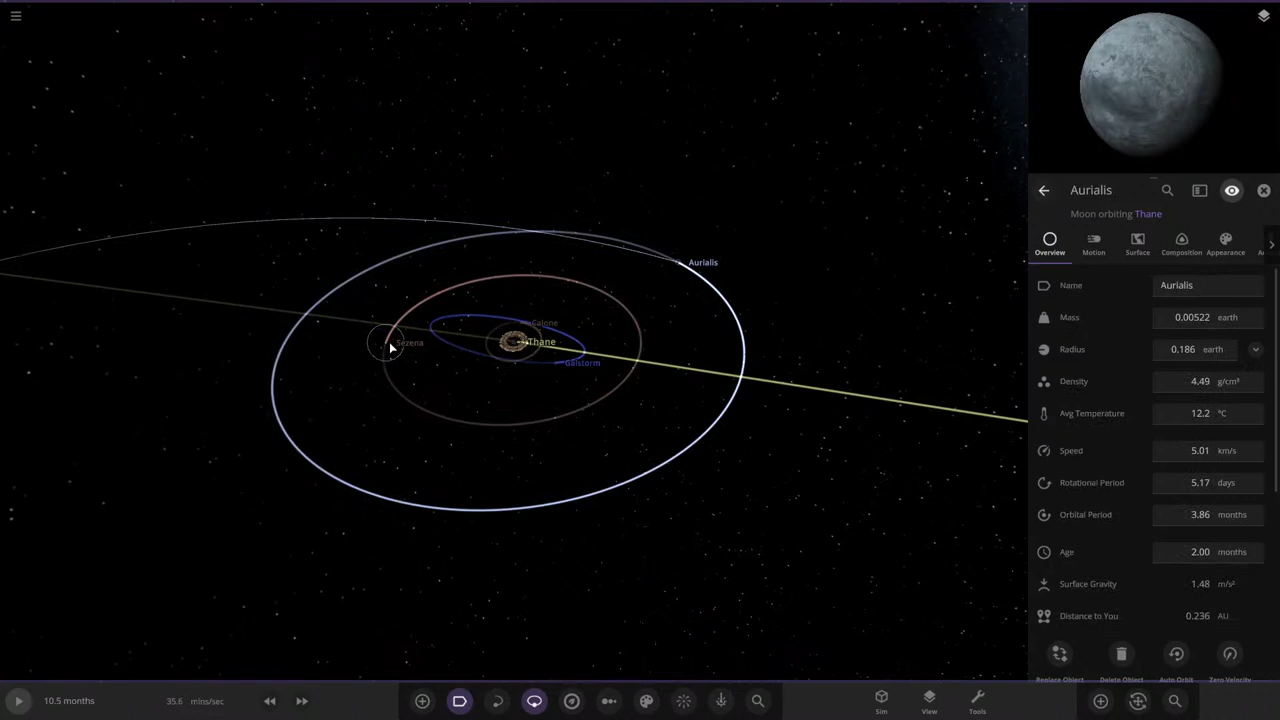 Aurialis
Moon orbiting Thane
Overview
Motion
Surface
Composition
Appearance
Name
Aurialis
Mass
0.00522 earth
Radius
0.186 earth
Density
4.49 g/cm³
Avg Temperature
12.2 °C
Speed
5.01 km/s
Rotational Period
5.17 days
Orbital Period
3.86 months
Age
2.00 months
Surface Gravity
1.48 m/s²
Distance to You
0.236 AU
Replace Object
Delete Object
Auto Orbit
Zero Velocity
Aurialis
Calone
Sezena
Thane
Galstorm
10.5 months
35.6 mins/sec
Sim
View
Tools